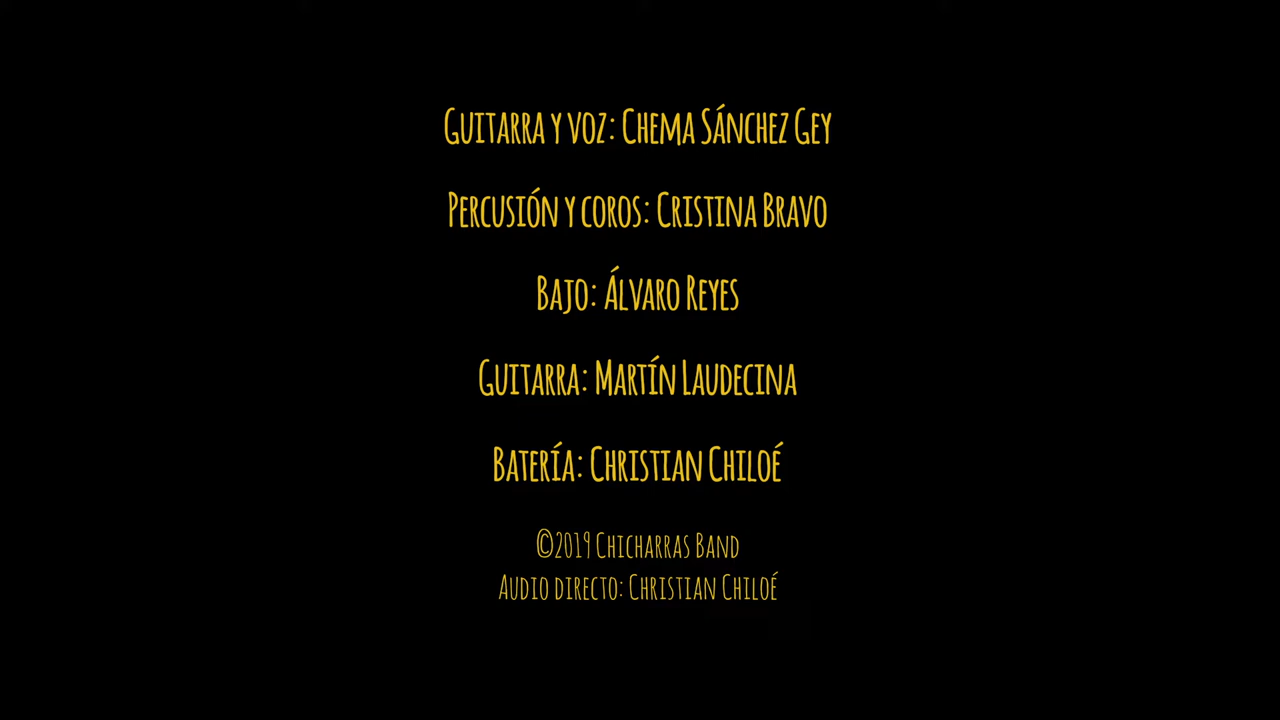 Guitarra y voz: Chema Sánchez Gey
Percusión y coros: Cristina Bravo
Bajo: Álvaro Reyes
Guitarra: Martín Laudecina
Batería: Christian Chiloé
©2019 Chicharras Band
Audio directo: Christian Chiloé